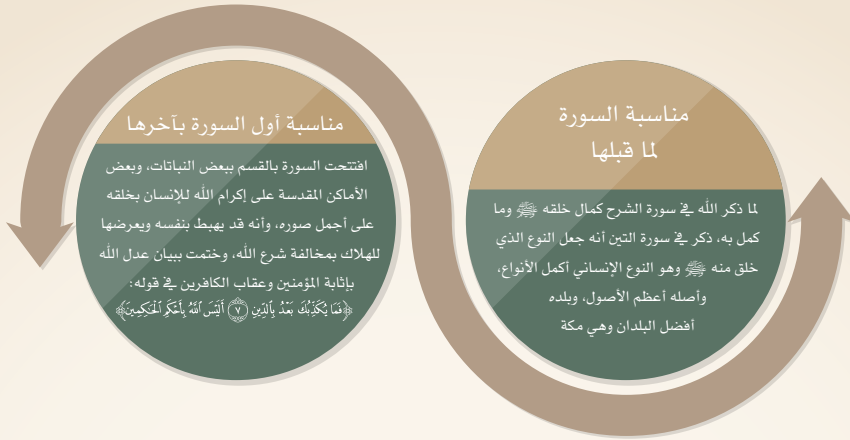 مناسبة السورة
لما قبلها
لما ذكر الله في سورة الشرح كمال خلقه ﷺ وما
كمل به، ذكر في سورة التين أنه جعل النوع الذي
خلق منه ﷺ وهو النوع الإنساني أكمل الأنواع،
وأصله أعظم الأصول، وبلده
أفضل البلدان وهي مكة
مناسبة أول السورة بآخرها
افتتحت السورة بالقسم ببعض النباتات، وبعض
الأماكن المقدسة على إكرام الله للإنسان بخلقه
على أجمل صوره، وأنه قد يهبط بنفسه ويعرضها
للهلاك بمخالفة شرع الله، وختمت ببيان عدل الله
بإثابة المؤمنين وعقاب الكافرين في قوله:
﴿فَمَا يُكَذِّبُكَ بَعْدُ بِالدِّينِ ٧ أَلَيْسَ اللَّهُ بِأَحْكَمِ الْحَاكِمِينَ﴾